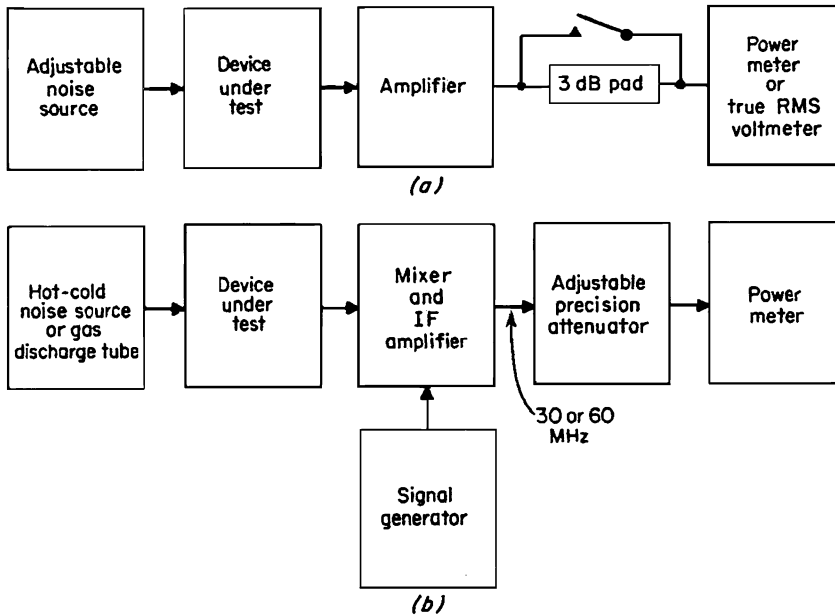 Adjustable
noise
source
Device
under
test
Amplifier
3 dB pad
Power
meter
or
true RMS
voltmeter
(a)
Hot-cold
noise source
or gas
discharge tube
Device
under
test
Mixer
and
IF
amplifier
Adjustable
precision
attenuator
Power
meter
30 or 60
MHz
Signal
generator
(b)